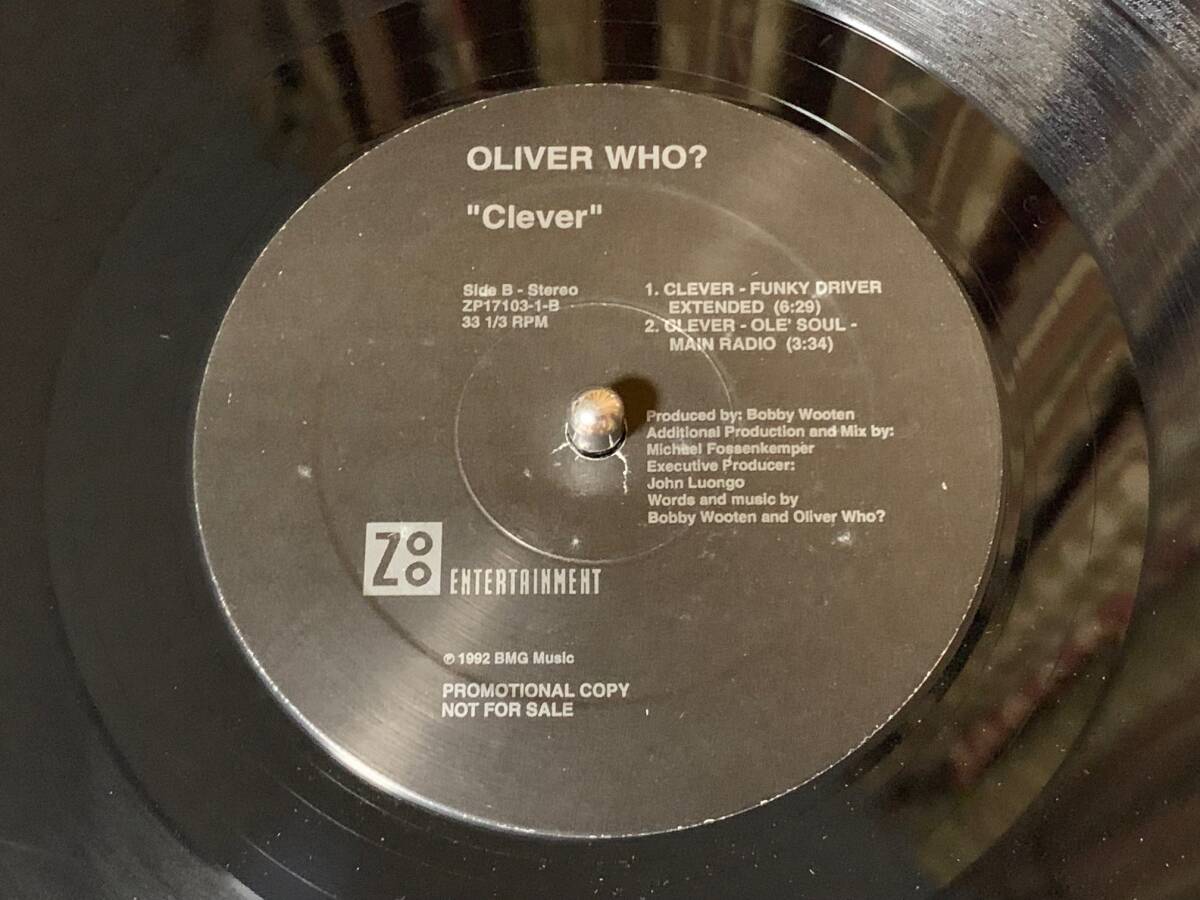 OLIVER WHO?
"Clever"
Side B - Stereo
ZP17103-1-B
33 1/3 RPM
1. CLEVER - FUNKY DRIVER
EXTENDED (6:29)
2. CLEVER - OLE' SOUL -
MAIN RADIO (3:34)
Produced by: Bobby Wooten
Additional Production and Mix by:
Michael Fossenkemper
Executive Producer:
John Luongo
Words and music by
Bobby Wooten and Oliver Who?
ZOO
ENTERTAINMENT
℗ 1992 BMG Music
PROMOTIONAL COPY
NOT FOR SALE